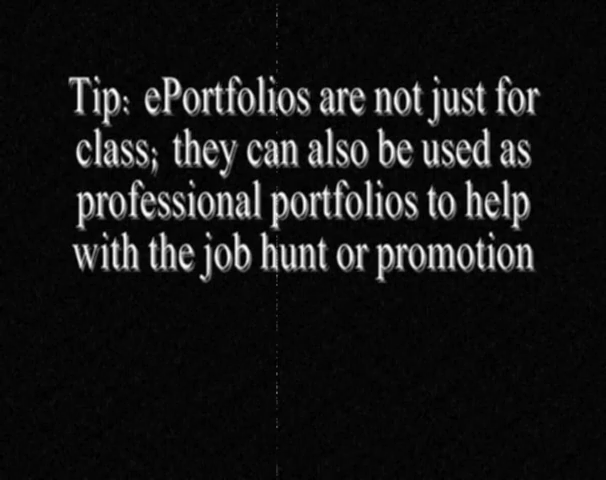 Tip: ePortfolios are not just for
class; they can also be used as
professional portfolios to help
with the job hunt or promotion